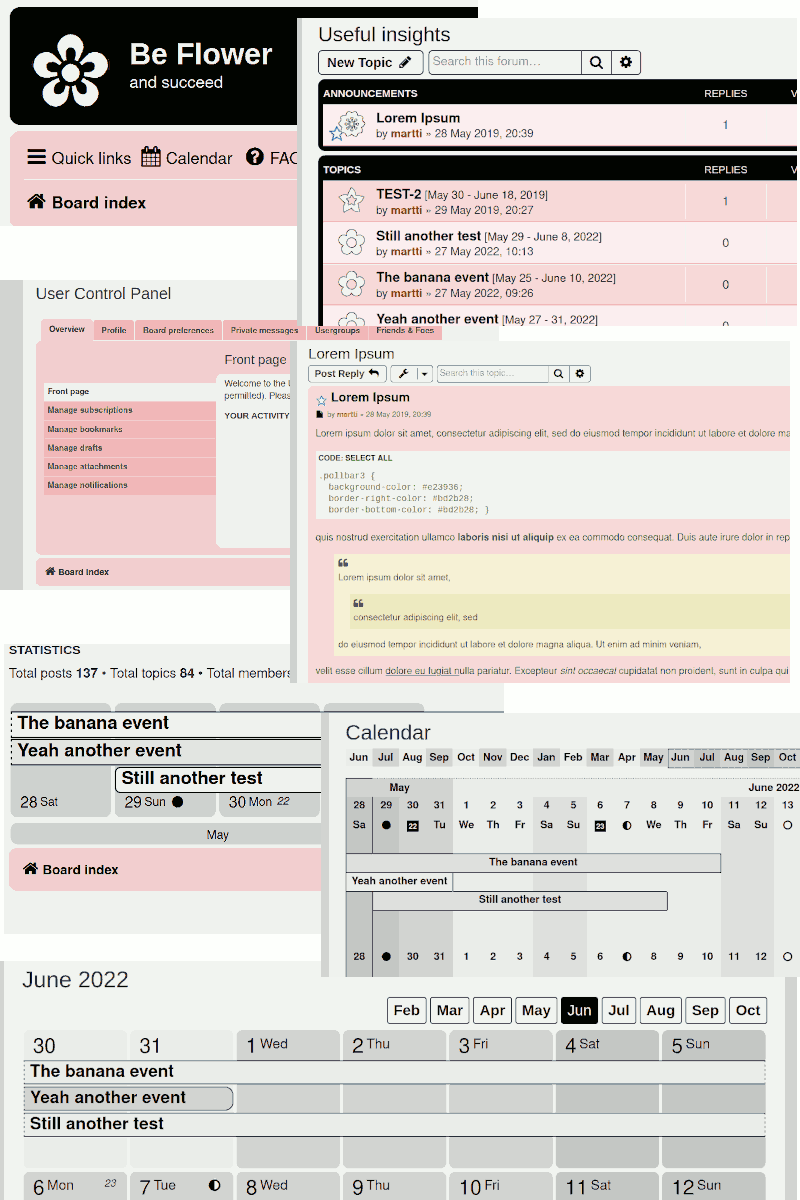 Be Flower
and succeed
Quick links Calendar FAQ
Board index
Useful insights
New Topic Search this forum…
ANNOUNCEMENTS REPLIES V
Lorem Ipsum
by martti » 28 May 2019, 20:39 1
TOPICS REPLIES V
TEST-2 [May 30 - June 18, 2019]
by martti » 29 May 2019, 20:27 1
Still another test [May 29 - June 8, 2022]
by martti » 27 May 2022, 10:13 0
The banana event [May 25 - June 10, 2022]
by martti » 27 May 2022, 09:26 0
Yeah another event [May 27 - 31, 2022] 0
User Control Panel
Overview Profile Board preferences Private messages Usergroups Friends & Foes
Front page
Manage subscriptions
Manage bookmarks
Manage drafts
Manage attachments
Manage notifications
Front page
Welcome to the
permitted). Pleas
YOUR ACTIVITY
Board index
Lorem Ipsum
Post Reply Search this topic…
Lorem Ipsum
by martti » 28 May 2019, 20:39
Lorem ipsum dolor sit amet, consectetur adipiscing elit, sed do eiusmod tempor incididunt ut labore et dolore ma
CODE: SELECT ALL
.pollbar3 {
background-color: #e23936;
border-right-color: #bd2b28;
border-bottom-color: #bd2b28; }
quis nostrud exercitation ullamco laboris nisi ut aliquip ex ea commodo consequat. Duis aute irure dolor in rep
Lorem ipsum dolor sit amet,
consectetur adipiscing elit, sed
do eiusmod tempor incididunt ut labore et dolore magna aliqua. Ut enim ad minim veniam,
velit esse cillum dolore eu fugiat nulla pariatur. Excepteur sint occaecat cupidatat non proident, sunt in culpa qui
STATISTICS
Total posts 137 • Total topics 84 • Total members
The banana event
Yeah another event
Still another test
28 Sat 29 Sun 30 Mon 22
May
Board index
Calendar
Jun Jul Aug Sep Oct Nov Dec Jan Feb Mar Apr May Jun Jul Aug Sep Oct
May June 2022
28 29 30 31 1 2 3 4 5 6 7 8 9 10 11 12 13
Sa 22 Tu We Th Fr Sa Su 23 We Th Fr Sa Su
The banana event
Yeah another event
Still another test
28 30 31 1 2 3 4 5 6 8 9 10 11 12
June 2022
Feb Mar Apr May Jun Jul Aug Sep Oct
30 31 1 Wed 2 Thu 3 Fri 4 Sat 5 Sun
The banana event
Yeah another event
Still another test
6 Mon 23 7 Tue 8 Wed 9 Thu 10 Fri 11 Sat 12 Sun